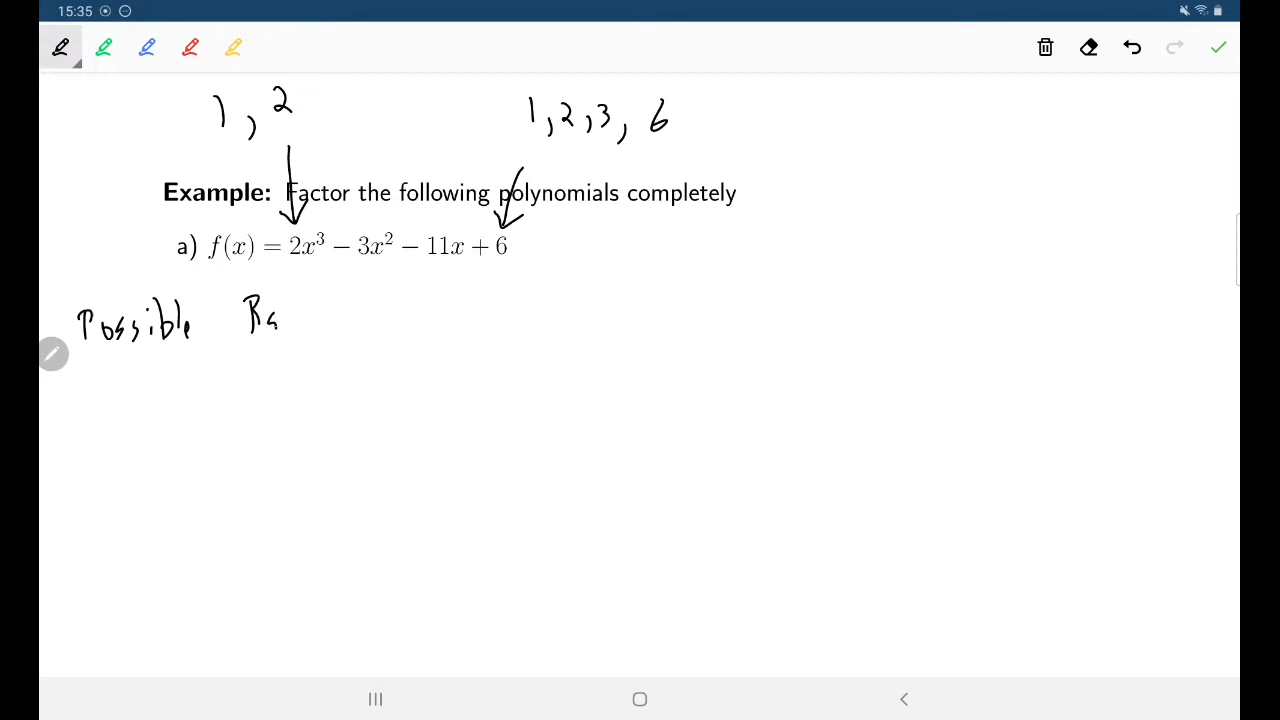 15:35
1, 2 1, 2, 3, 6
Example: Factor the following polynomials completely
a) f(x) = 2x³ − 3x² − 11x + 6
Possible Ra